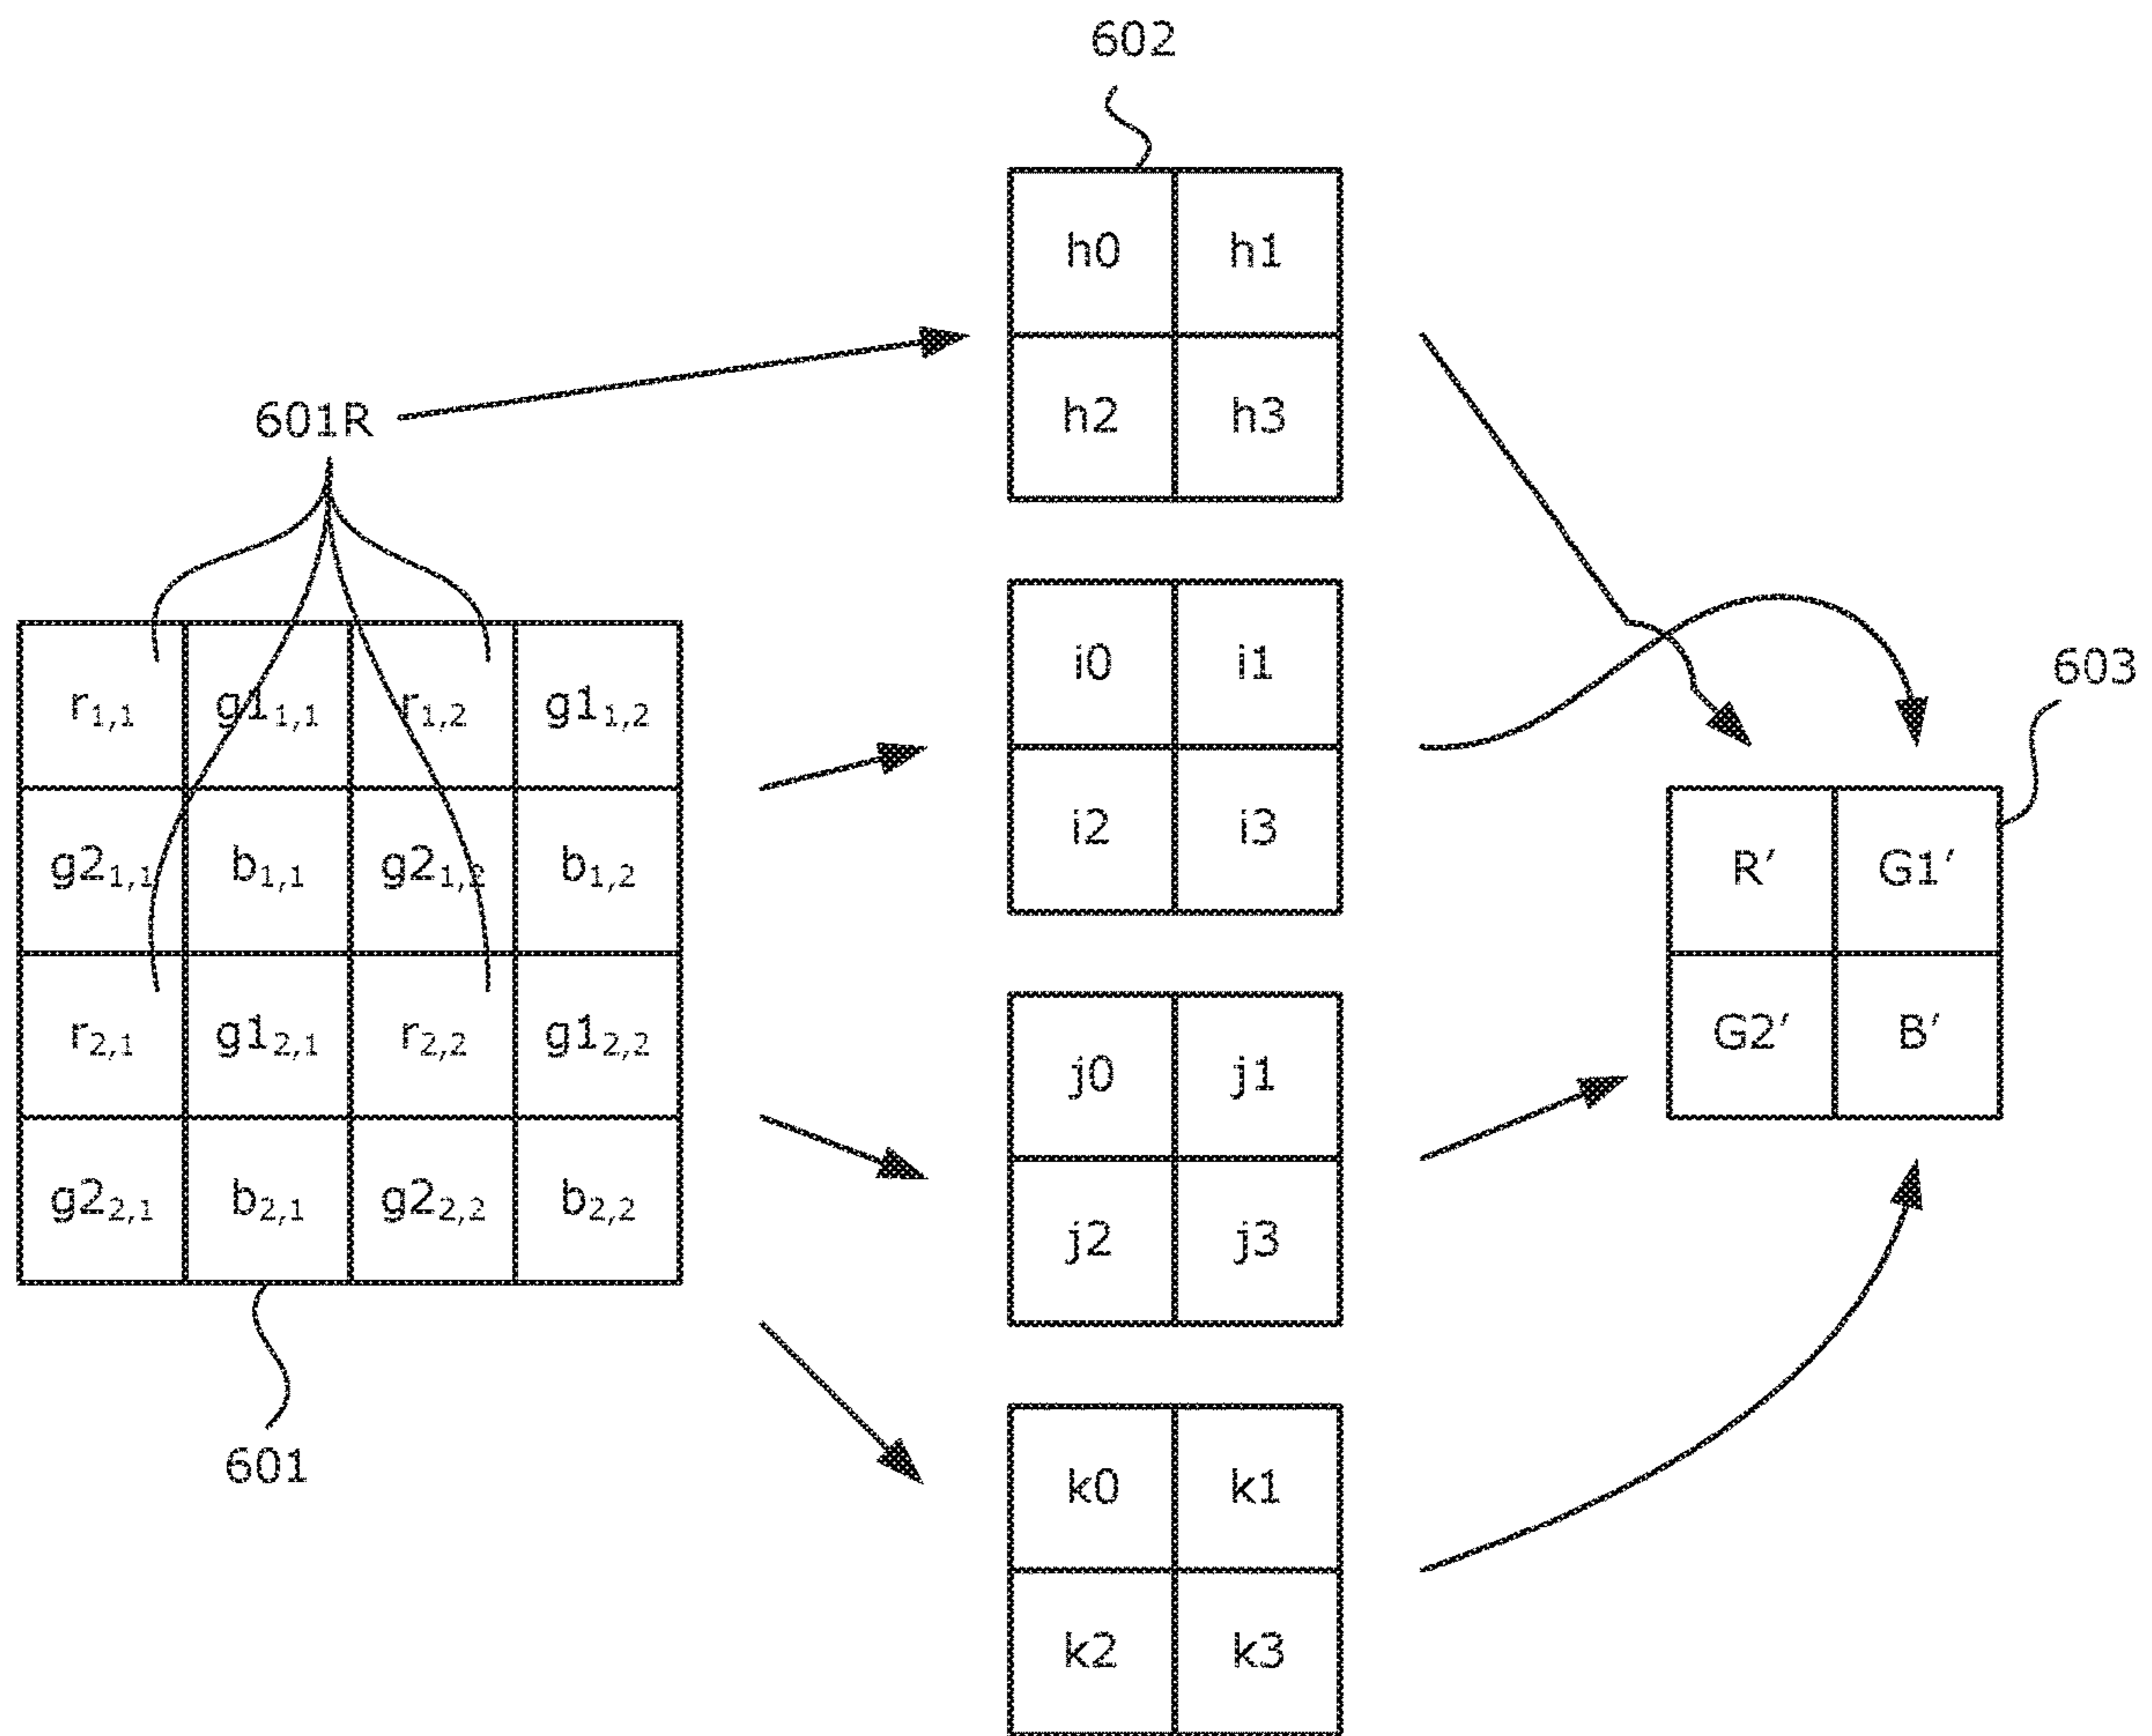 602
h0 h1
h2 h3
601R
i0 i1
i2 i3
603
r1,1 g11,1 r1,2 g11,2
g21,1 b1,1 g21,2 b1,2
r2,1 g12,1 r2,2 g12,2
g22,1 b2,1 g22,2 b2,2
R′ G1′
G2′ B′
j0 j1
j2 j3
601
k0 k1
k2 k3